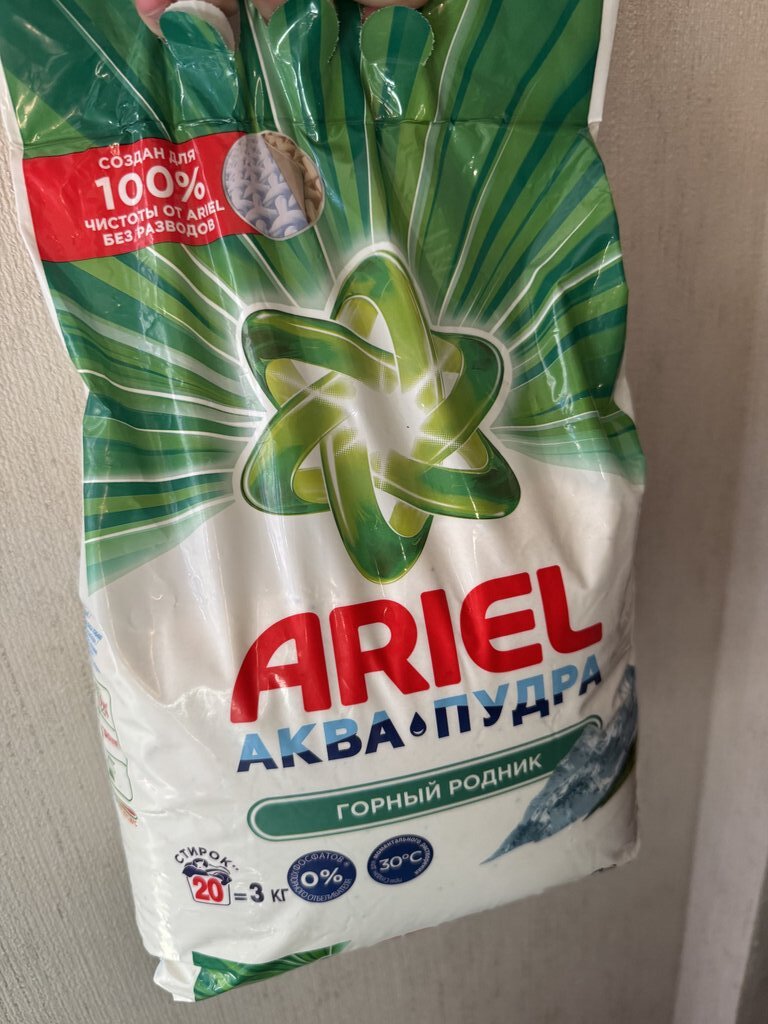 СОЗДАН ДЛЯ
100%
ЧИСТОТЫ ОТ ARIEL
БЕЗ РАЗВОДОВ
ARIEL
АКВА ПУДРА
ГОРНЫЙ РОДНИК
СТИРОК
20 = 3 КГ
ФОСФАТОВ
0%
30°C